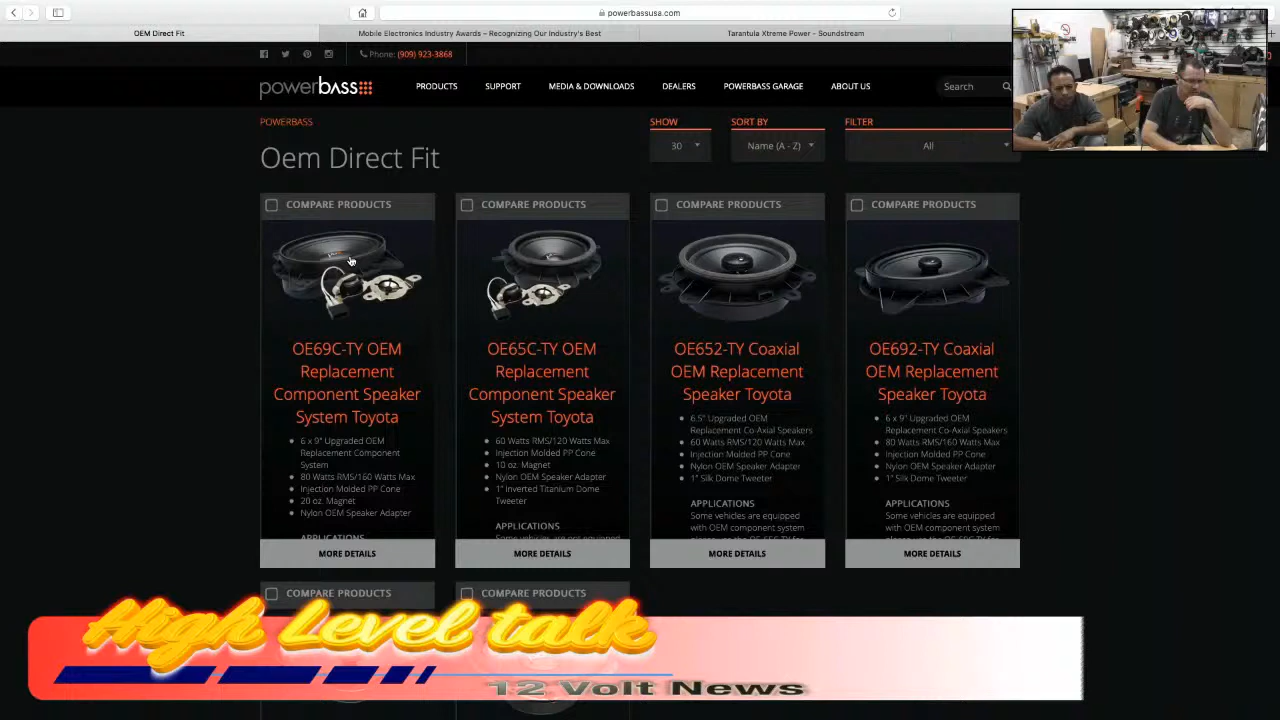 powerbassusa.com
OEM Direct Fit
Mobile Electronics Industry Awards – Recognizing Our Industry's Best
Tarantula Xtreme Power – Soundstream
Phone: (909) 923-3868
powerbass
PRODUCTS
SUPPORT
MEDIA & DOWNLOADS
DEALERS
POWERBASS GARAGE
ABOUT US
Search
POWERBASS
Oem Direct Fit
SHOW
30
SORT BY
Name (A - Z)
FILTER
All
COMPARE PRODUCTS
OE69C-TY OEM
Replacement
Component Speaker
System Toyota
6 x 9" Upgraded OEM
Replacement Component
System
80 Watts RMS/160 Watts Max
Injection Molded PP Cone
20 oz. Magnet
Nylon OEM Speaker Adapter
APPLICATIONS
MORE DETAILS
COMPARE PRODUCTS
OE65C-TY OEM
Replacement
Component Speaker
System Toyota
60 Watts RMS/120 Watts Max
Injection Molded PP Cone
10 oz. Magnet
Nylon OEM Speaker Adapter
1" Inverted Titanium Dome
Tweeter
APPLICATIONS
Some vehicles are not equipped
MORE DETAILS
COMPARE PRODUCTS
OE652-TY Coaxial
OEM Replacement
Speaker Toyota
6.5" Upgraded OEM
Replacement Co-Axial Speakers
60 Watts RMS/120 Watts Max
Injection Molded PP Cone
Nylon OEM Speaker Adapter
1" Silk Dome Tweeter
APPLICATIONS
Some vehicles are equipped
with OEM component system
MORE DETAILS
COMPARE PRODUCTS
OE692-TY Coaxial
OEM Replacement
Speaker Toyota
6 x 9" Upgraded OEM
Replacement Co-Axial Speakers
80 Watts RMS/160 Watts Max
Injection Molded PP Cone
Nylon OEM Speaker Adapter
1" Silk Dome Tweeter
APPLICATIONS
Some vehicles are equipped
with OEM component system
MORE DETAILS
COMPARE PRODUCTS
COMPARE PRODUCTS
High Level talk
12 Volt News